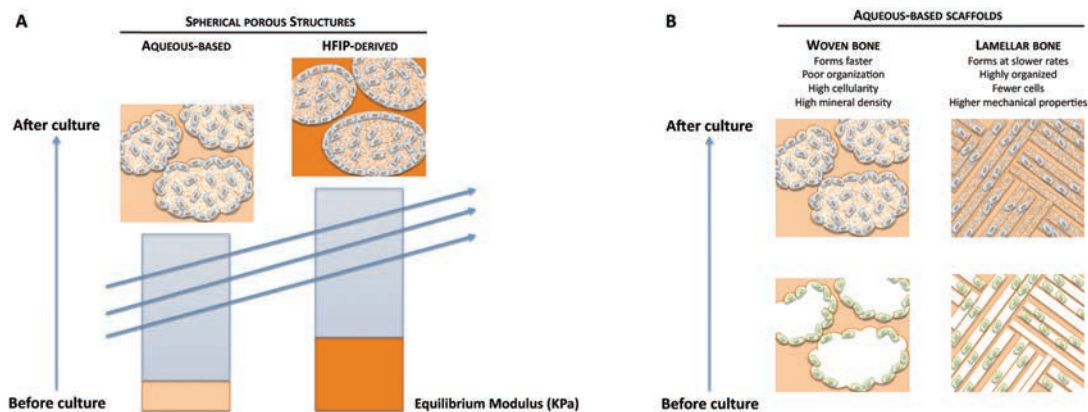 A
SPHERICAL POROUS STRUCTURES
AQUEOUS-BASED
HFIP-DERIVED
After culture
Before culture
Equilibrium Modulus (KPa)
B
AQUEOUS-BASED SCAFFOLDS
WOVEN BONE
Forms faster
Poor organization
High cellularity
High mineral density
LAMELLAR BONE
Forms at slower rates
Highly organized
Fewer cells
Higher mechanical properties
After culture
Before culture